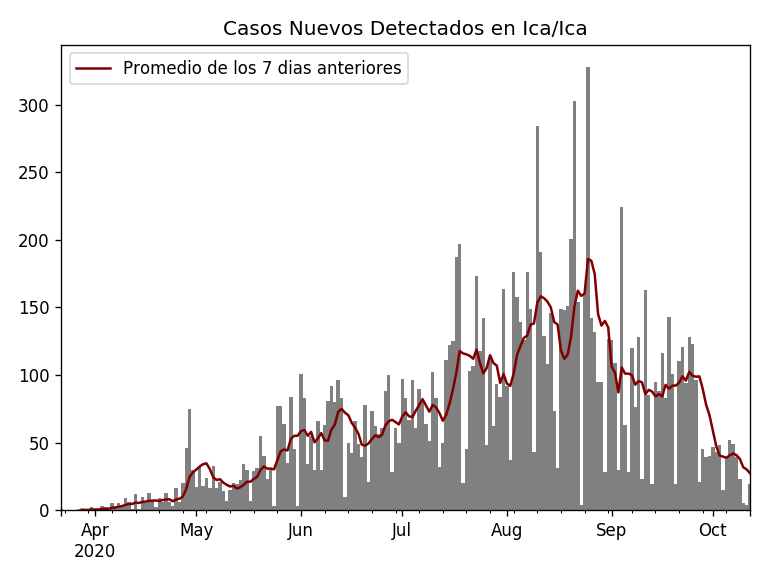 Casos Nuevos Detectados en Ica/Ica
Promedio de los 7 dias anteriores
300
250
200
150
100
50
0
Apr May Jun Jul Aug Sep Oct
2020